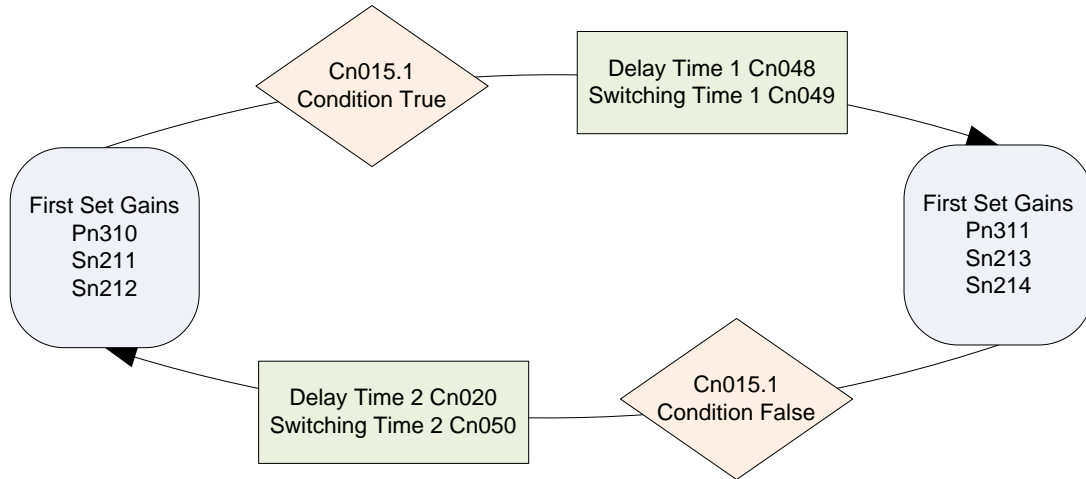 Cn015.1
Condition True
Delay Time 1 Cn048
Switching Time 1 Cn049
First Set Gains
Pn310
Sn211
Sn212
First Set Gains
Pn311
Sn213
Sn214
Delay Time 2 Cn020
Switching Time 2 Cn050
Cn015.1
Condition False